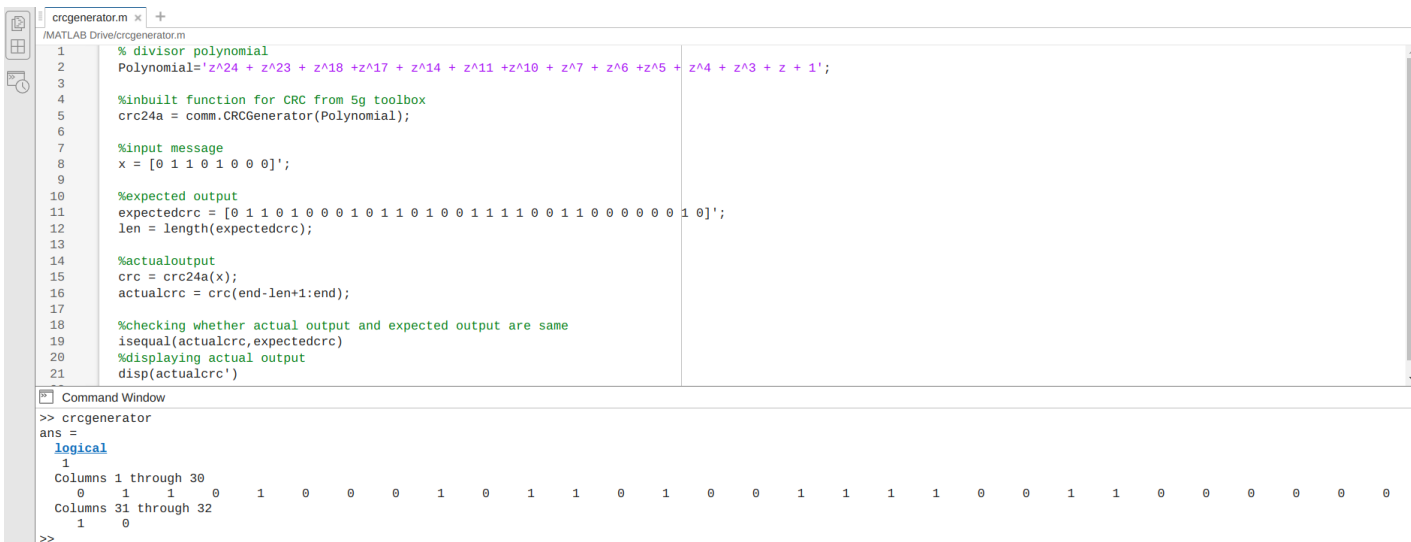 crcgenerator.m × +
/MATLAB Drive/crcgenerator.m
1 % divisor polynomial
2 Polynomial='z^24 + z^23 + z^18 +z^17 + z^14 + z^11 +z^10 + z^7 + z^6 +z^5 + z^4 + z^3 + z + 1';
3
4 %inbuilt function for CRC from 5g toolbox
5 crc24a = comm.CRCGenerator(Polynomial);
6
7 %input message
8 x = [0 1 1 0 1 0 0 0]';
9
10 %expected output
11 expectedcrc = [0 1 1 0 1 0 0 0 1 0 1 1 0 1 0 0 1 1 1 1 0 0 1 1 0 0 0 0 0 0 1 0]';
12 len = length(expectedcrc);
13
14 %actualoutput
15 crc = crc24a(x);
16 actualcrc = crc(end-len+1:end);
17
18 %checking whether actual output and expected output are same
19 isequal(actualcrc,expectedcrc)
20 %displaying actual output
21 disp(actualcrc')
Command Window
>> crcgenerator
ans =
logical
1
Columns 1 through 30
0 1 1 0 1 0 0 0 1 0 1 1 0 1 0 0 1 1 1 1 0 0 1 1 0 0 0 0 0 0
Columns 31 through 32
1 0
>>